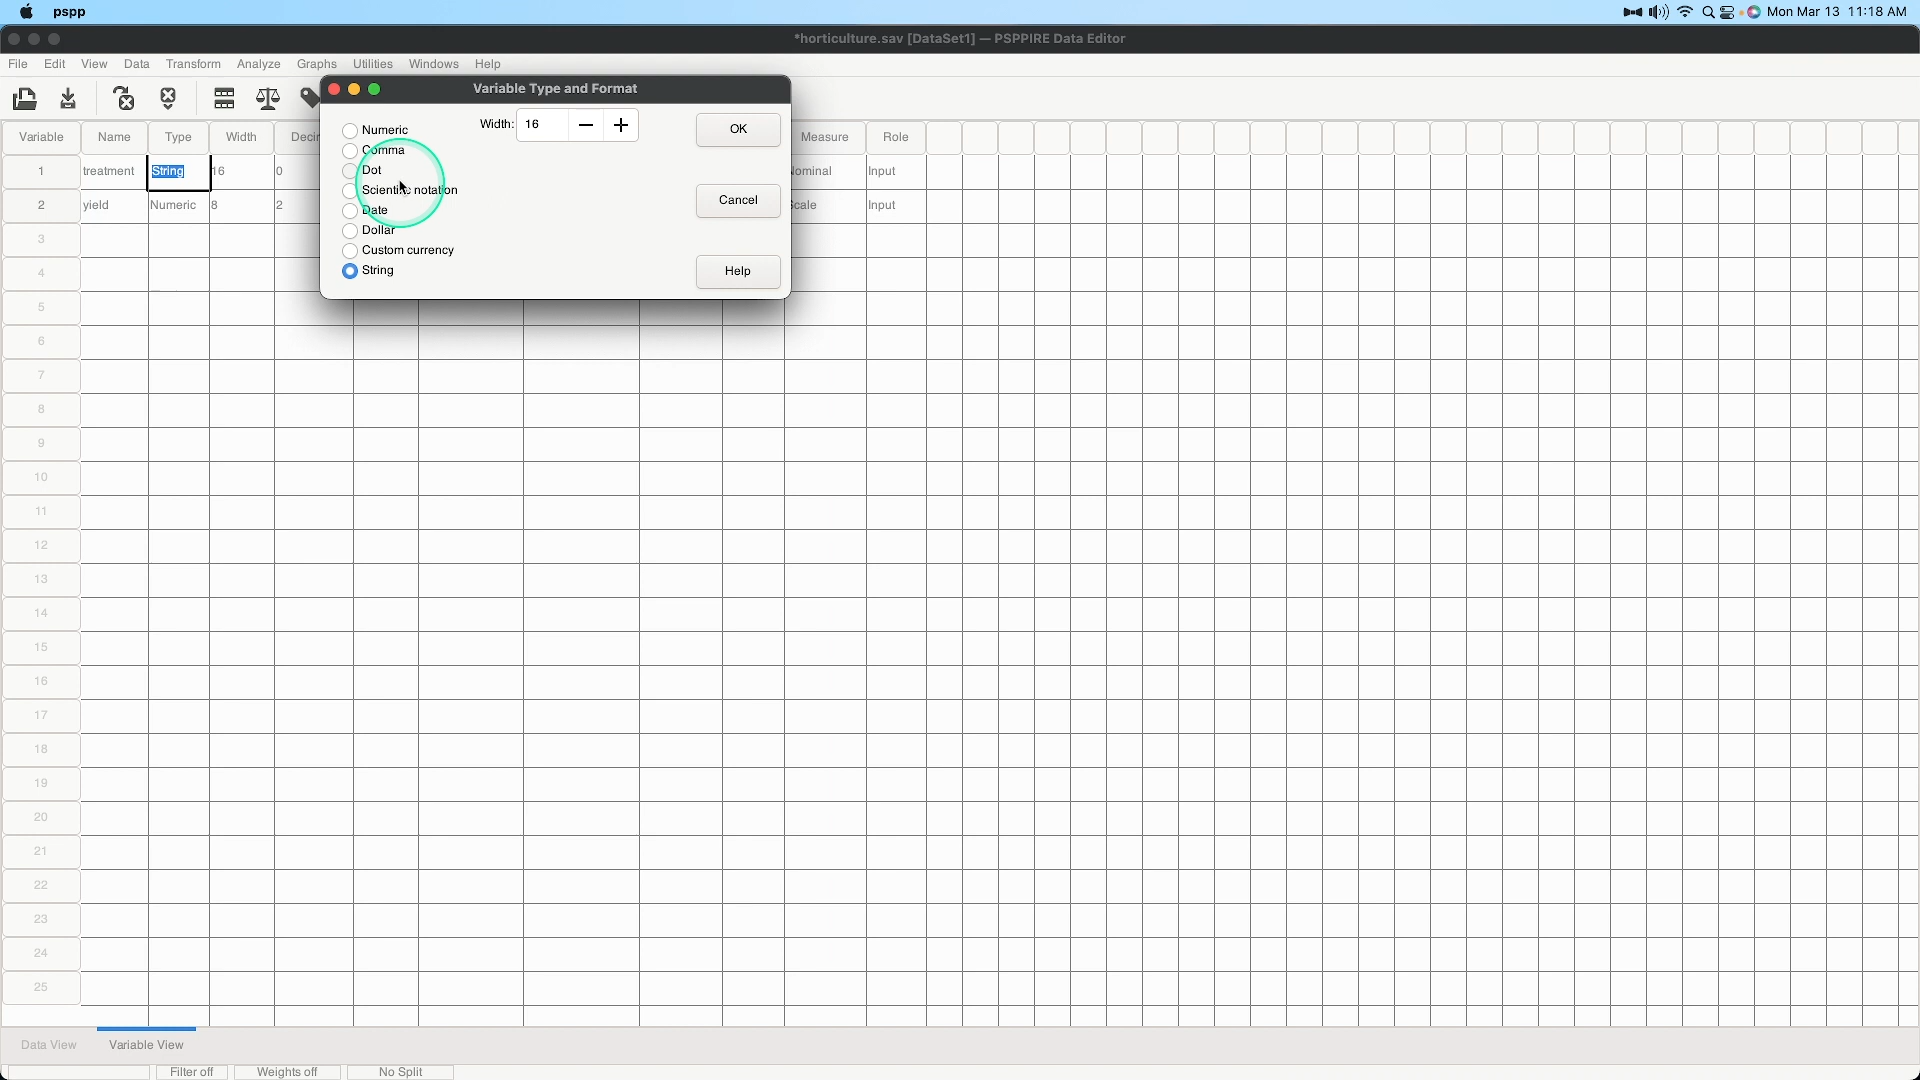 pspp
Mon Mar 13 11:18 AM
*horticulture.sav [DataSet1] — PSPPIRE Data Editor
File Edit View Data Transform Analyze Graphs Utilities Windows Help
Variable Type and Format
Numeric
Comma
Dot
Scientific notation
Date
Dollar
Custom currency
String
Width: 16
OK
Cancel
Help
Variable Name Type Width Deci Measure Role
1 treatment String 16 0 Nominal Input
2 yield Numeric 8 2 Scale Input
3
4
5
6
7
8
9
10
11
12
13
14
15
16
17
18
19
20
21
22
23
24
25
Data View Variable View
Filter off Weights off No Split